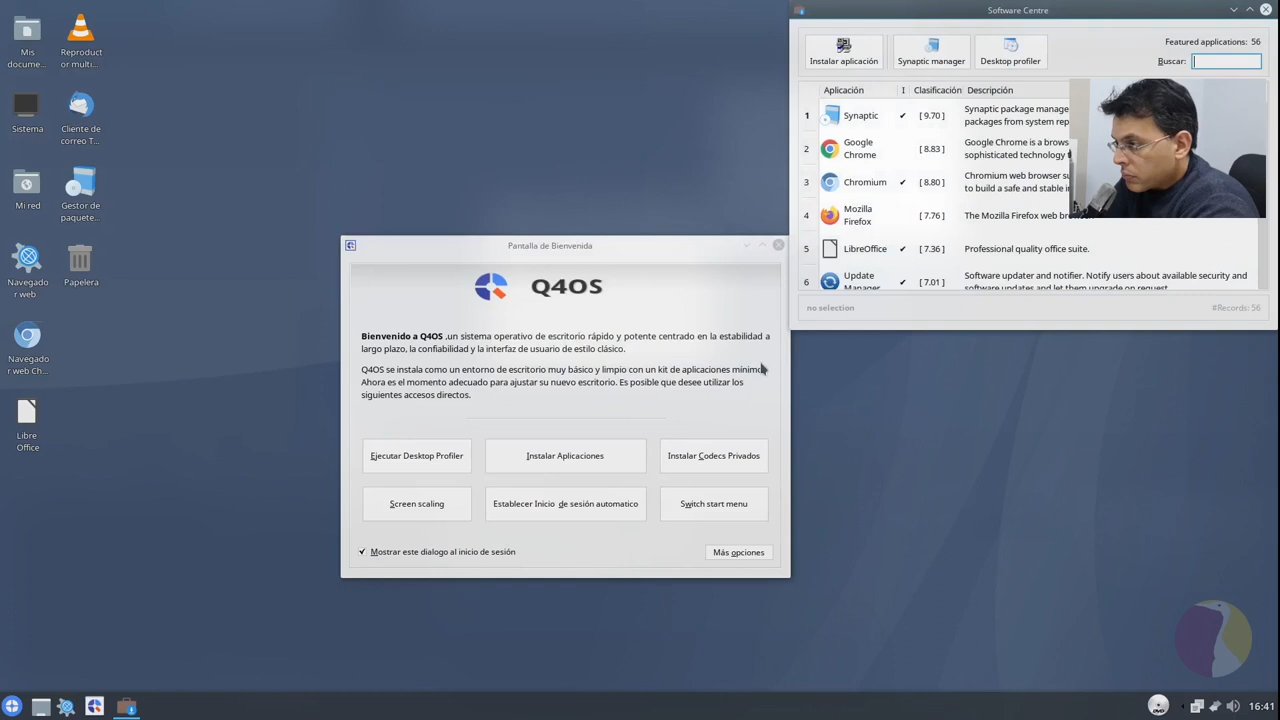 Mis
docume...
Reproduct
or multi...
Sistema
Cliente de
correo T...
Mi red
Gestor de
paquete...
Navegado
r web
Papelera
Navegado
r web Ch...
Libre
Office
Software Centre
Instalar aplicación
Synaptic manager
Desktop profiler
Featured applications: 56
Buscar:
Aplicación I Clasificación Descripción
1 Synaptic ✔ [ 9.70 ] Synaptic package manage
packages from system rep
2 Google Chrome [ 8.83 ] Google Chrome is a brows
sophisticated technology
3 Chromium ✔ [ 8.80 ] Chromium web browser su
to build a safe and stable in
4 Mozilla Firefox [ 7.76 ] The Mozilla Firefox web brow
5 LibreOffice ✔ [ 7.36 ] Professional quality office suite.
6 Update Manager ✔ [ 7.01 ] Software updater and notifier. Notify users about available security and
software updates and let them upgrade on request.
no selection
#Records: 56
Pantalla de Bienvenida
Q4OS
Bienvenido a Q4OS ,un sistema operativo de escritorio rápido y potente centrado en la estabilidad a
largo plazo, la confiabilidad y la interfaz de usuario de estilo clásico.
Q4OS se instala como un entorno de escritorio muy básico y limpio con un kit de aplicaciones mínimo.
Ahora es el momento adecuado para ajustar su nuevo escritorio. Es posible que desee utilizar los
siguientes accesos directos.
Ejecutar Desktop Profiler
Instalar Aplicaciones
Instalar Codecs Privados
Screen scaling
Establecer Inicio de sesión automatico
Switch start menu
Mostrar este dialogo al inicio de sesión
Más opciones
16:41